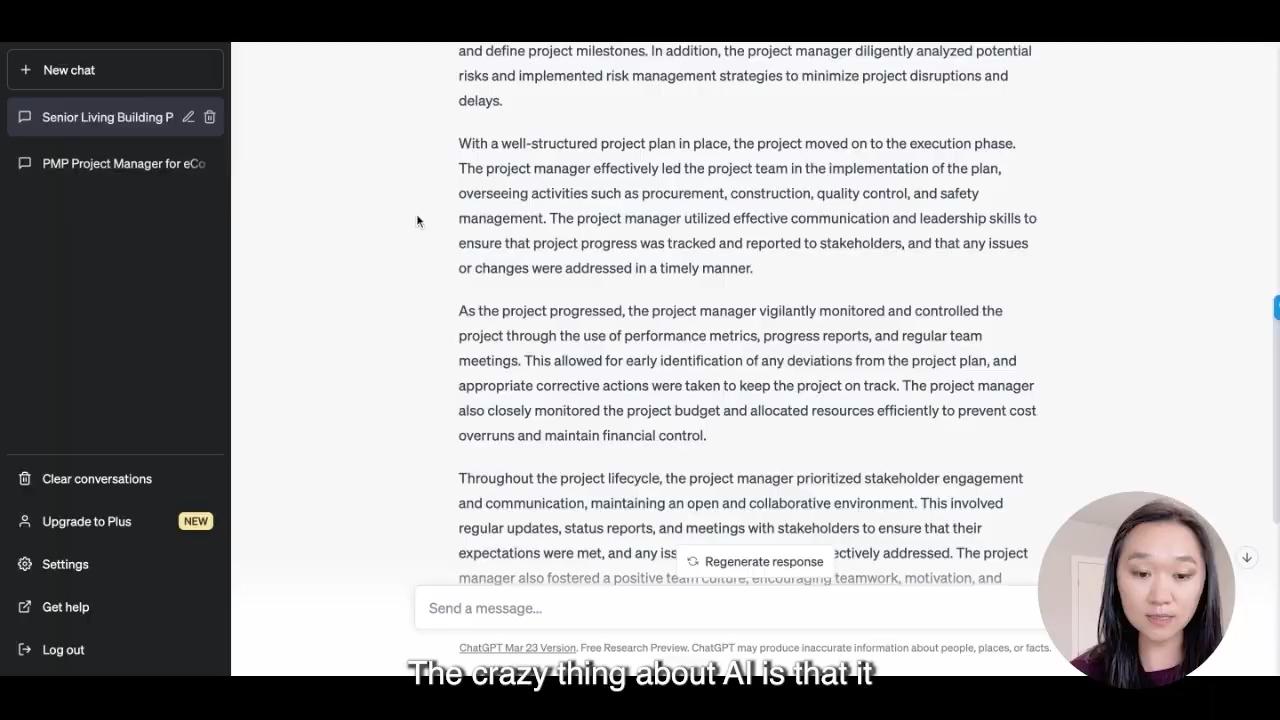 New chat
Senior Living Building P
PMP Project Manager for eCo
Clear conversations
Upgrade to Plus NEW
Settings
Get help
Log out
and define project milestones. In addition, the project manager diligently analyzed potential
risks and implemented risk management strategies to minimize project disruptions and
delays.
With a well-structured project plan in place, the project moved on to the execution phase.
The project manager effectively led the project team in the implementation of the plan,
overseeing activities such as procurement, construction, quality control, and safety
management. The project manager utilized effective communication and leadership skills to
ensure that project progress was tracked and reported to stakeholders, and that any issues
or changes were addressed in a timely manner.
As the project progressed, the project manager vigilantly monitored and controlled the
project through the use of performance metrics, progress reports, and regular team
meetings. This allowed for early identification of any deviations from the project plan, and
appropriate corrective actions were taken to keep the project on track. The project manager
also closely monitored the project budget and allocated resources efficiently to prevent cost
overruns and maintain financial control.
Throughout the project lifecycle, the project manager prioritized stakeholder engagement
and communication, maintaining an open and collaborative environment. This involved
regular updates, status reports, and meetings with stakeholders to ensure that their
expectations were met, and any iss ectively addressed. The project
Regenerate response
manager also fostered a positive team culture, encouraging teamwork, motivation, and
Send a message...
ChatGPT Mar 23 Version. Free Research Preview. ChatGPT may produce inaccurate information about people, places, or facts.
The crazy thing about AI is that it